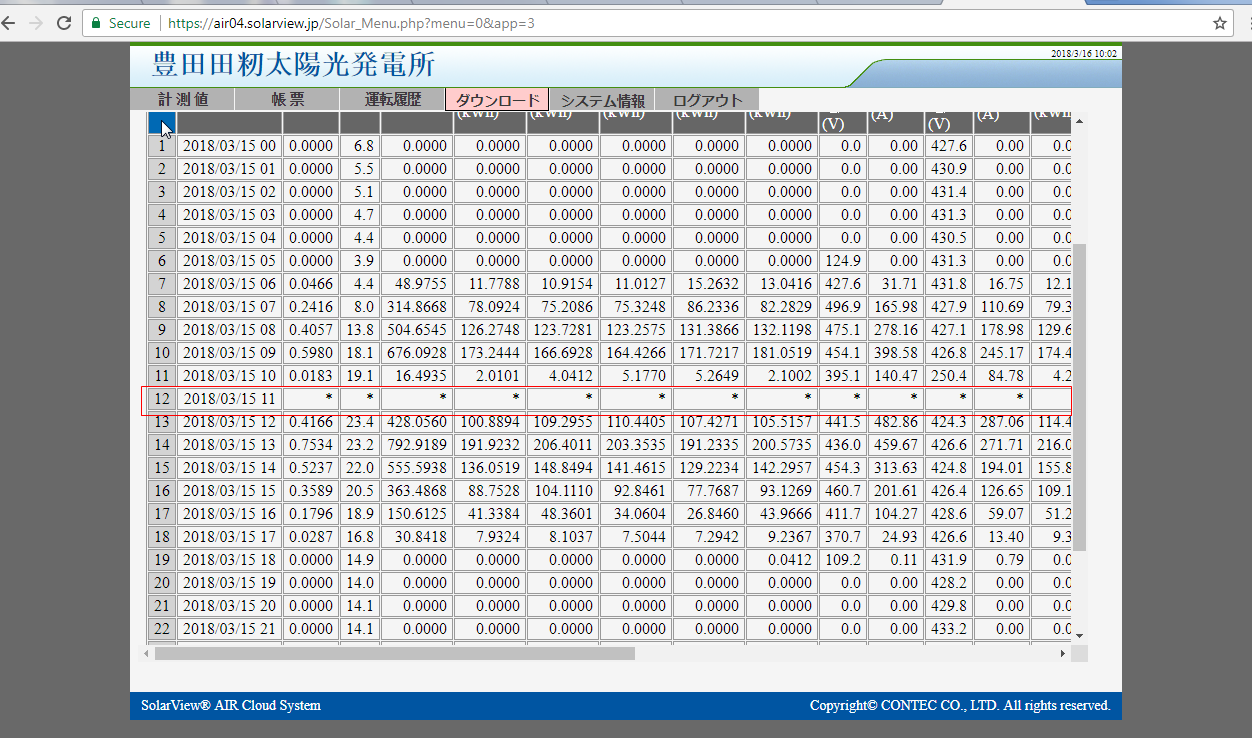 Secure https://air04.solarview.jp/Solar_Menu.php?menu=0&app=3
2018/3/16 10:02
豊田田籾太陽光発電所
計測値 帳票 運転履歴 ダウンロード システム情報 ログアウト
(kWh) (kWh) (kWh) (kWh) (kWh) (V) (A) (V) (A) (kWh
1 2018/03/15 00 0.0000 6.8 0.0000 0.0000 0.0000 0.0000 0.0000 0.0000 0.0 0.00 427.6 0.00 0.0
2 2018/03/15 01 0.0000 5.5 0.0000 0.0000 0.0000 0.0000 0.0000 0.0000 0.0 0.00 430.9 0.00 0.0
3 2018/03/15 02 0.0000 5.1 0.0000 0.0000 0.0000 0.0000 0.0000 0.0000 0.0 0.00 431.4 0.00 0.0
4 2018/03/15 03 0.0000 4.7 0.0000 0.0000 0.0000 0.0000 0.0000 0.0000 0.0 0.00 431.3 0.00 0.0
5 2018/03/15 04 0.0000 4.4 0.0000 0.0000 0.0000 0.0000 0.0000 0.0000 0.0 0.00 430.5 0.00 0.0
6 2018/03/15 05 0.0000 3.9 0.0000 0.0000 0.0000 0.0000 0.0000 0.0000 124.9 0.00 431.3 0.00 0.0
7 2018/03/15 06 0.0466 4.4 48.9755 11.7788 10.9154 11.0127 15.2632 13.0416 427.6 31.71 431.8 16.75 12.1
8 2018/03/15 07 0.2416 8.0 314.8668 78.0924 75.2086 75.3248 86.2336 82.2829 496.9 165.98 427.9 110.69 79.3
9 2018/03/15 08 0.4057 13.8 504.6545 126.2748 123.7281 123.2575 131.3866 132.1198 475.1 278.16 427.1 178.98 129.6
10 2018/03/15 09 0.5980 18.1 676.0928 173.2444 166.6928 164.4266 171.7217 181.0519 454.1 398.58 426.8 245.17 174.4
11 2018/03/15 10 0.0183 19.1 16.4935 2.0101 4.0412 5.1770 5.2649 2.1002 395.1 140.47 250.4 84.78 4.2
12 2018/03/15 11 * * * * * * * * * * * *
13 2018/03/15 12 0.4166 23.4 428.0560 100.8894 109.2955 110.4405 107.4271 105.5157 441.5 482.86 424.3 287.06 114.4
14 2018/03/15 13 0.7534 23.2 792.9189 191.9232 206.4011 203.3535 191.2335 200.5735 436.0 459.67 426.6 271.71 216.0
15 2018/03/15 14 0.5237 22.0 555.5938 136.0519 148.8494 141.4615 129.2234 142.2957 454.3 313.63 424.8 194.01 155.8
16 2018/03/15 15 0.3589 20.5 363.4868 88.7528 104.1110 92.8461 77.7687 93.1269 460.7 201.61 426.4 126.65 109.1
17 2018/03/15 16 0.1796 18.9 150.6125 41.3384 48.3601 34.0604 26.8460 43.9666 411.7 104.27 428.6 59.07 51.2
18 2018/03/15 17 0.0287 16.8 30.8418 7.9324 8.1037 7.5044 7.2942 9.2367 370.7 24.93 426.6 13.40 9.3
19 2018/03/15 18 0.0000 14.9 0.0000 0.0000 0.0000 0.0000 0.0000 0.0412 109.2 0.11 431.9 0.79 0.0
20 2018/03/15 19 0.0000 14.0 0.0000 0.0000 0.0000 0.0000 0.0000 0.0000 0.0 0.00 428.2 0.00 0.0
21 2018/03/15 20 0.0000 14.1 0.0000 0.0000 0.0000 0.0000 0.0000 0.0000 0.0 0.00 429.8 0.00 0.0
22 2018/03/15 21 0.0000 14.1 0.0000 0.0000 0.0000 0.0000 0.0000 0.0000 0.0 0.00 433.2 0.00 0.0
SolarView® AIR Cloud System Copyright© CONTEC CO., LTD. All rights reserved.